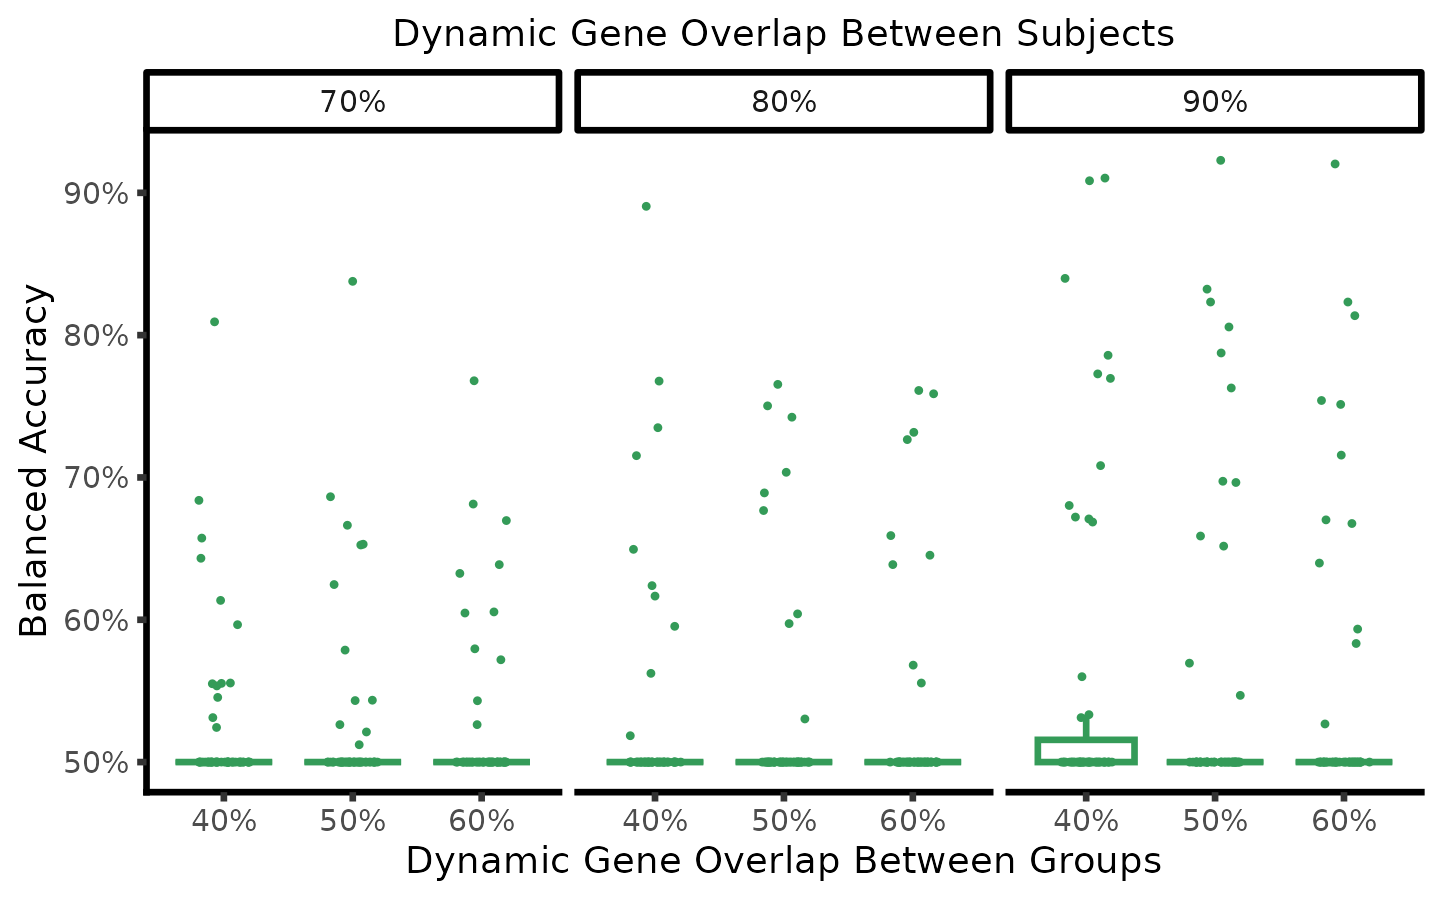 Dynamic Gene Overlap Between Subjects
70% 80% 90%
90%
80%
70%
60%
50%
Balanced Accuracy
40% 50% 60% 40% 50% 60% 40% 50% 60%
Dynamic Gene Overlap Between Groups